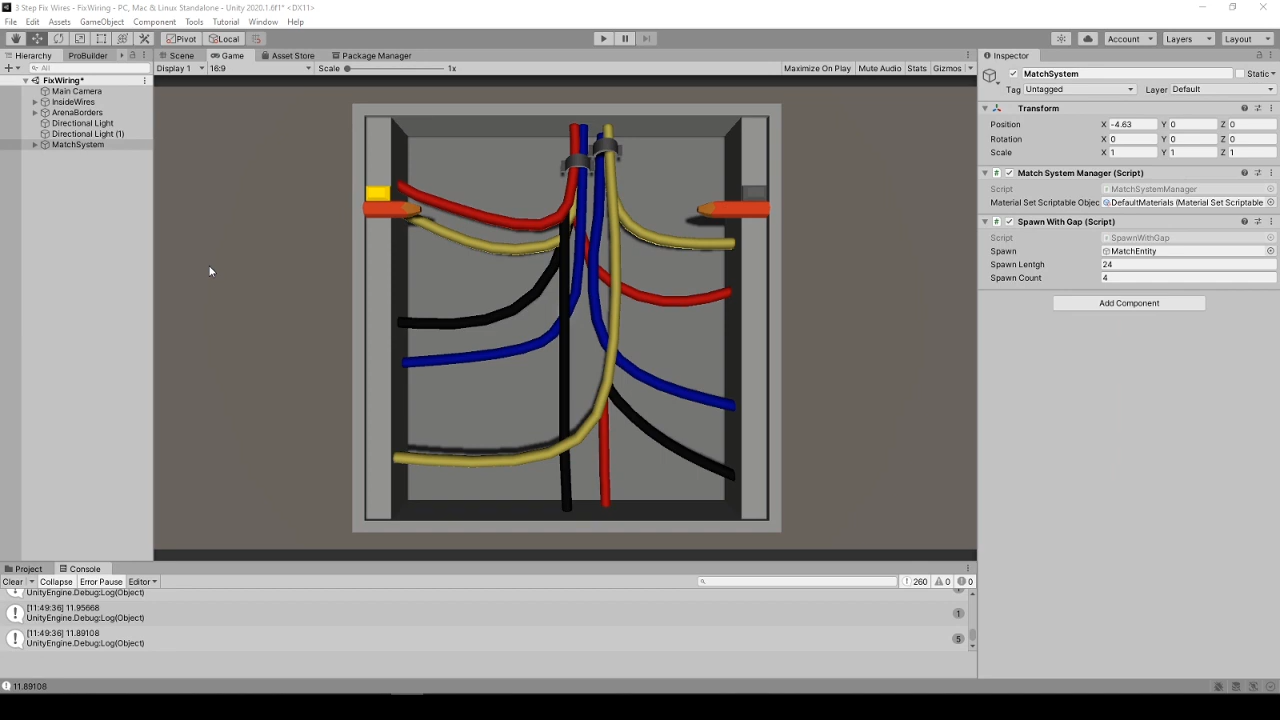 3 Step Fix Wires - FixWiring - PC, Mac & Linux Standalone - Unity 2020.1.6f1* <DX11>
File Edit Assets GameObject Component Tools Tutorial Window Help
Pivot Local Account Layers Layout
Hierarchy ProBuilder Scene Game Asset Store Package Manager Inspector
All Display 1 16:9 Scale 1x Maximize On Play Mute Audio Stats Gizmos
FixWiring*
Main Camera
InsideWires
ArenaBorders
Directional Light
Directional Light (1)
MatchSystem
MatchSystem Static
Tag Untagged Layer Default
Transform
Position X -4.63 Y 0 Z 0
Rotation X 0 Y 0 Z 0
Scale X 1 Y 1 Z 1
Match System Manager (Script)
Script MatchSystemManager
Material Set Scriptable Objec DefaultMaterials (Material Set Scriptable
Spawn With Gap (Script)
Script SpawnWithGap
Spawn MatchEntity
Spawn Lentgh 24
Spawn Count 4
Add Component
Project Console
Clear Collapse Error Pause Editor 260 0 0
UnityEngine.Debug:Log(Object)
[11:49:36] 11.95668 1
UnityEngine.Debug:Log(Object)
[11:49:36] 11.89108 5
UnityEngine.Debug:Log(Object)
11.89108